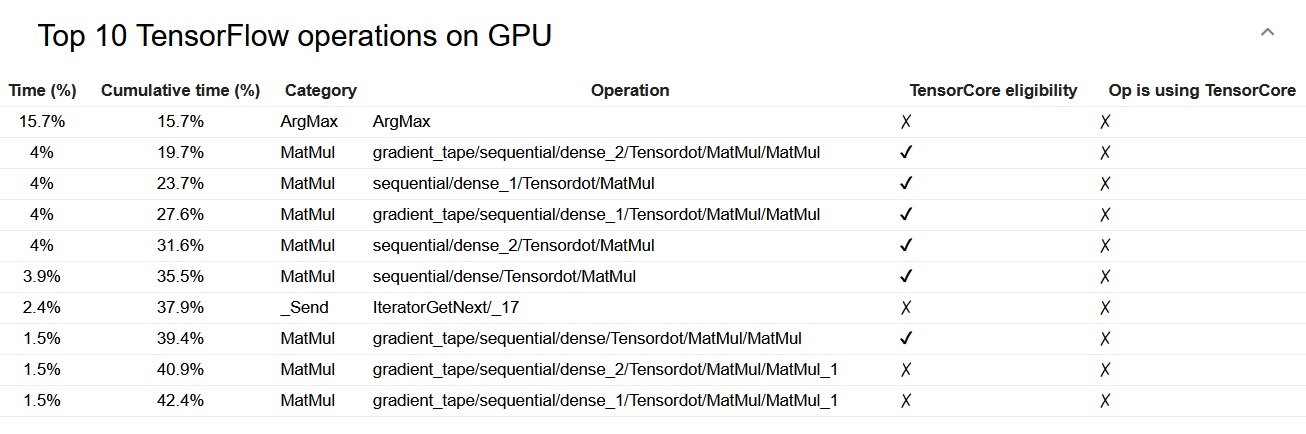 Top 10 TensorFlow operations on GPU
Time (%) Cumulative time (%) Category Operation TensorCore eligibility Op is using TensorCore
15.7% 15.7% ArgMax ArgMax ✗ ✗
4% 19.7% MatMul gradient_tape/sequential/dense_2/Tensordot/MatMul/MatMul ✓ ✗
4% 23.7% MatMul sequential/dense_1/Tensordot/MatMul ✓ ✗
4% 27.6% MatMul gradient_tape/sequential/dense_1/Tensordot/MatMul/MatMul ✓ ✗
4% 31.6% MatMul sequential/dense_2/Tensordot/MatMul ✓ ✗
3.9% 35.5% MatMul sequential/dense/Tensordot/MatMul ✓ ✗
2.4% 37.9% _Send IteratorGetNext/_17 ✗ ✗
1.5% 39.4% MatMul gradient_tape/sequential/dense/Tensordot/MatMul/MatMul ✓ ✗
1.5% 40.9% MatMul gradient_tape/sequential/dense_2/Tensordot/MatMul/MatMul_1 ✗ ✗
1.5% 42.4% MatMul gradient_tape/sequential/dense_1/Tensordot/MatMul/MatMul_1 ✗ ✗